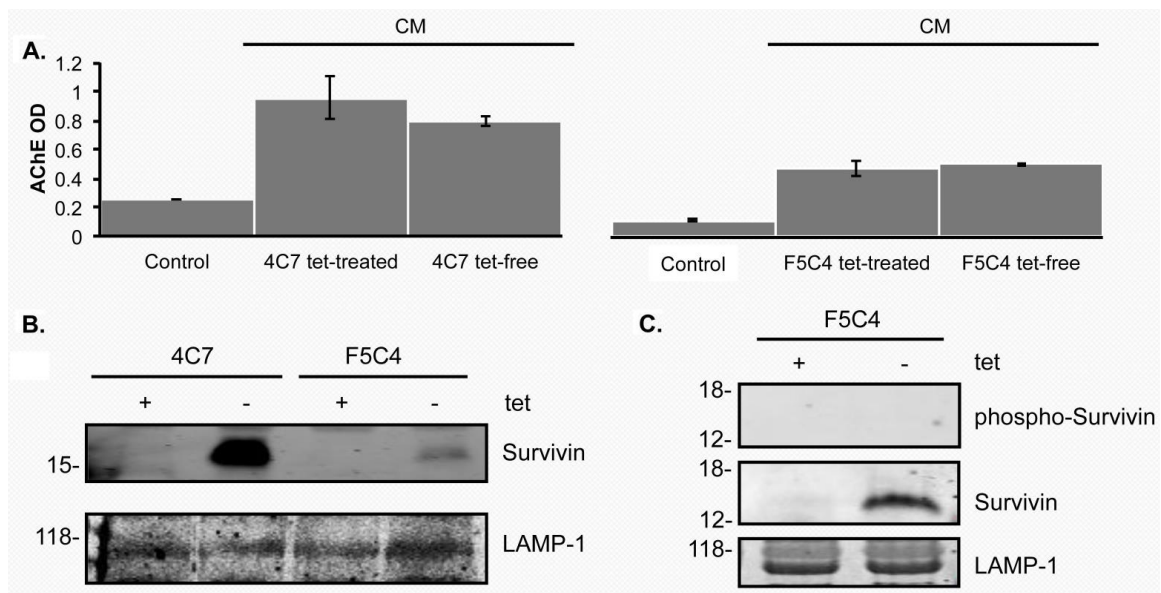 CM CM
A.
1.2
1
0.8
0.6
0.4
0.2
0
AChE OD
Control 4C7 tet-treated 4C7 tet-free
Control F5C4 tet-treated F5C4 tet-free
B.
4C7 F5C4
+ - + - tet
15- Survivin
118- LAMP-1
C.
F5C4
+ - tet
18-
phospho-Survivin
12-
18-
Survivin
12-
118-
LAMP-1